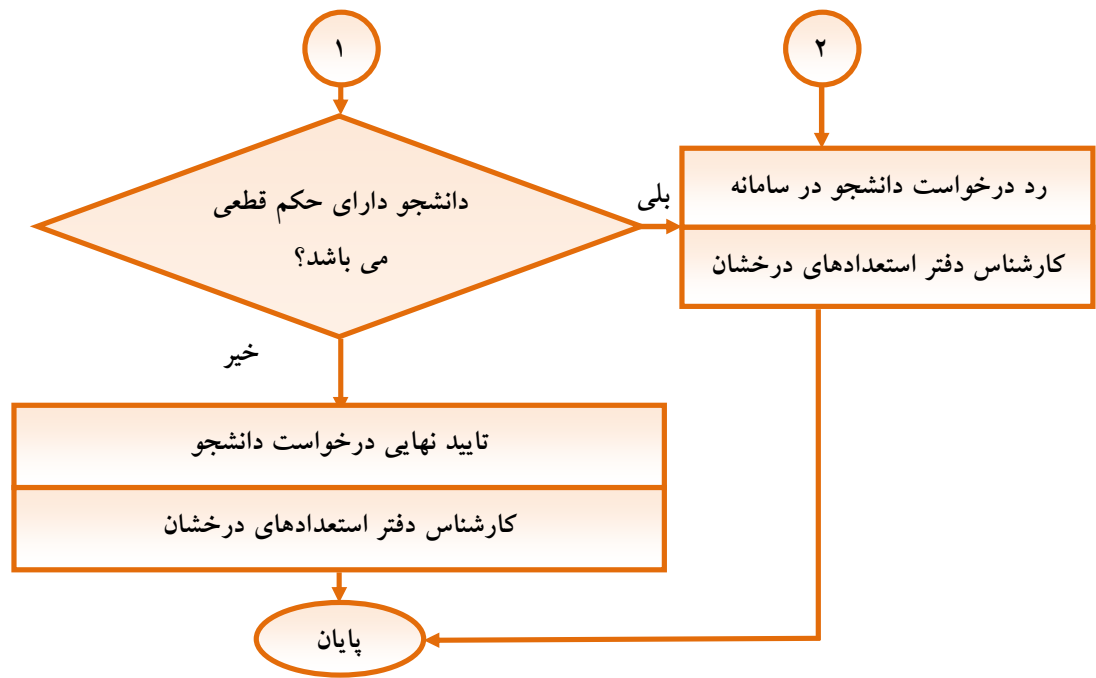 ۱
۲
دانشجو دارای حکم قطعی
می باشد؟
بلی
رد درخواست دانشجو در سامانه
کارشناس دفتر استعدادهای درخشان
خیر
تایید نهایی درخواست دانشجو
کارشناس دفتر استعدادهای درخشان
پایان